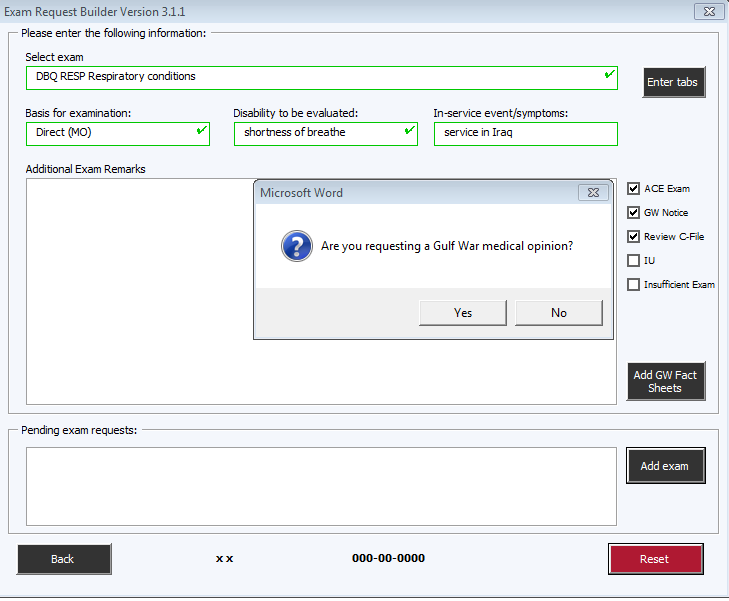 Exam Request Builder Version 3.1.1
Please enter the following information:
Select exam
DBQ RESP Respiratory conditions
Enter tabs
Basis for examination:
Disability to be evaluated:
In-service event/symptoms:
Direct (MO)
shortness of breathe
service in Iraq
Additional Exam Remarks
Microsoft Word
Are you requesting a Gulf War medical opinion?
Yes
No
ACE Exam
GW Notice
Review C-File
IU
Insufficient Exam
Add GW Fact
Sheets
Pending exam requests:
Add exam
Back
x x
000-00-0000
Reset